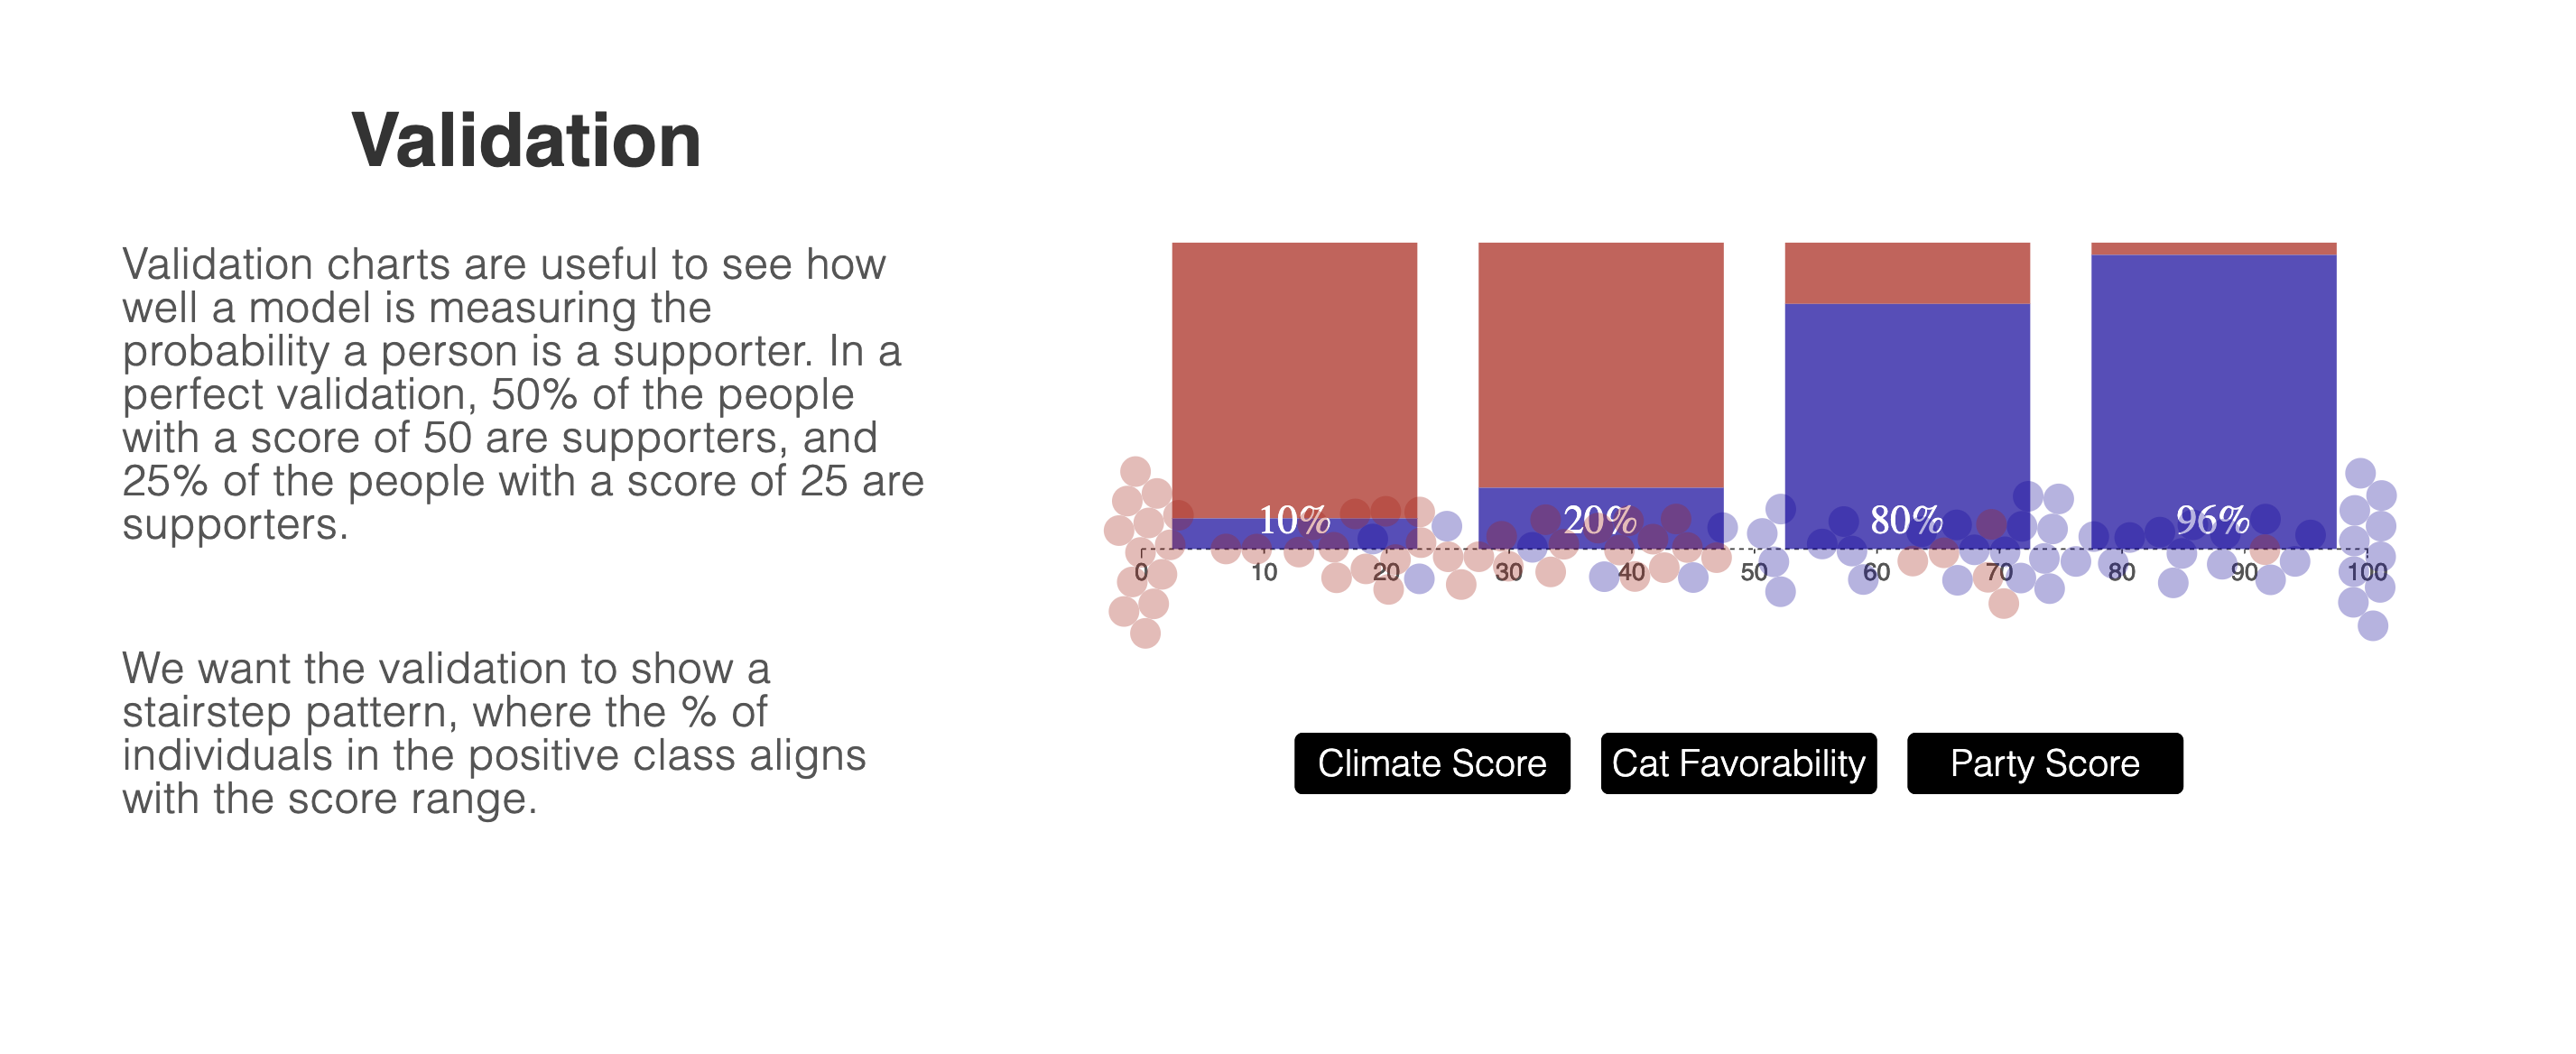 Validation
Validation charts are useful to see how
well a model is measuring the
probability a person is a supporter. In a
perfect validation, 50% of the people
with a score of 50 are supporters, and
25% of the people with a score of 25 are
supporters.
We want the validation to show a
stairstep pattern, where the % of
individuals in the positive class aligns
with the score range.
10% 20% 80% 96%
0 10 20 30 40 50 60 70 80 90 100
Climate Score Cat Favorability Party Score